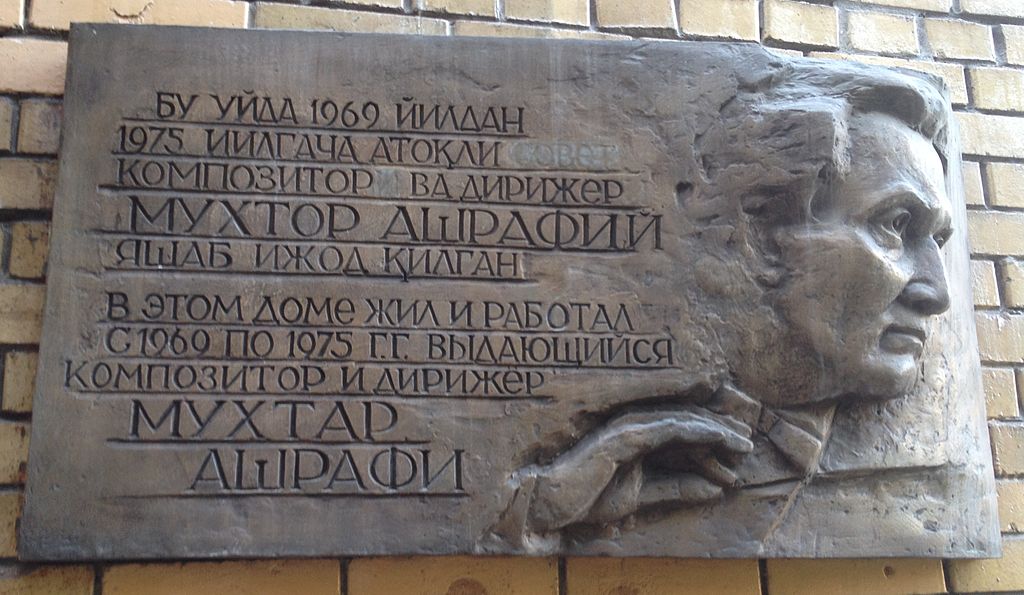 БУ УЙДА 1969 ЙИЛДАН
1975 ЙИЛГАЧА АТОҚЛИ СОВЕТ
КОМПОЗИТОР ВА ДИРИЖЕР
МУХТОР АШРАФИЙ
ЯШАБ ИЖОД ҚИЛГАН
В ЭТОМ ДОМЕ ЖИЛ И РАБОТАЛ
С 1969 ПО 1975 Г.Г. ВЫДАЮЩИЙСЯ
КОМПОЗИТОР И ДИРИЖЕР
МУХТАР
АШРАФИ